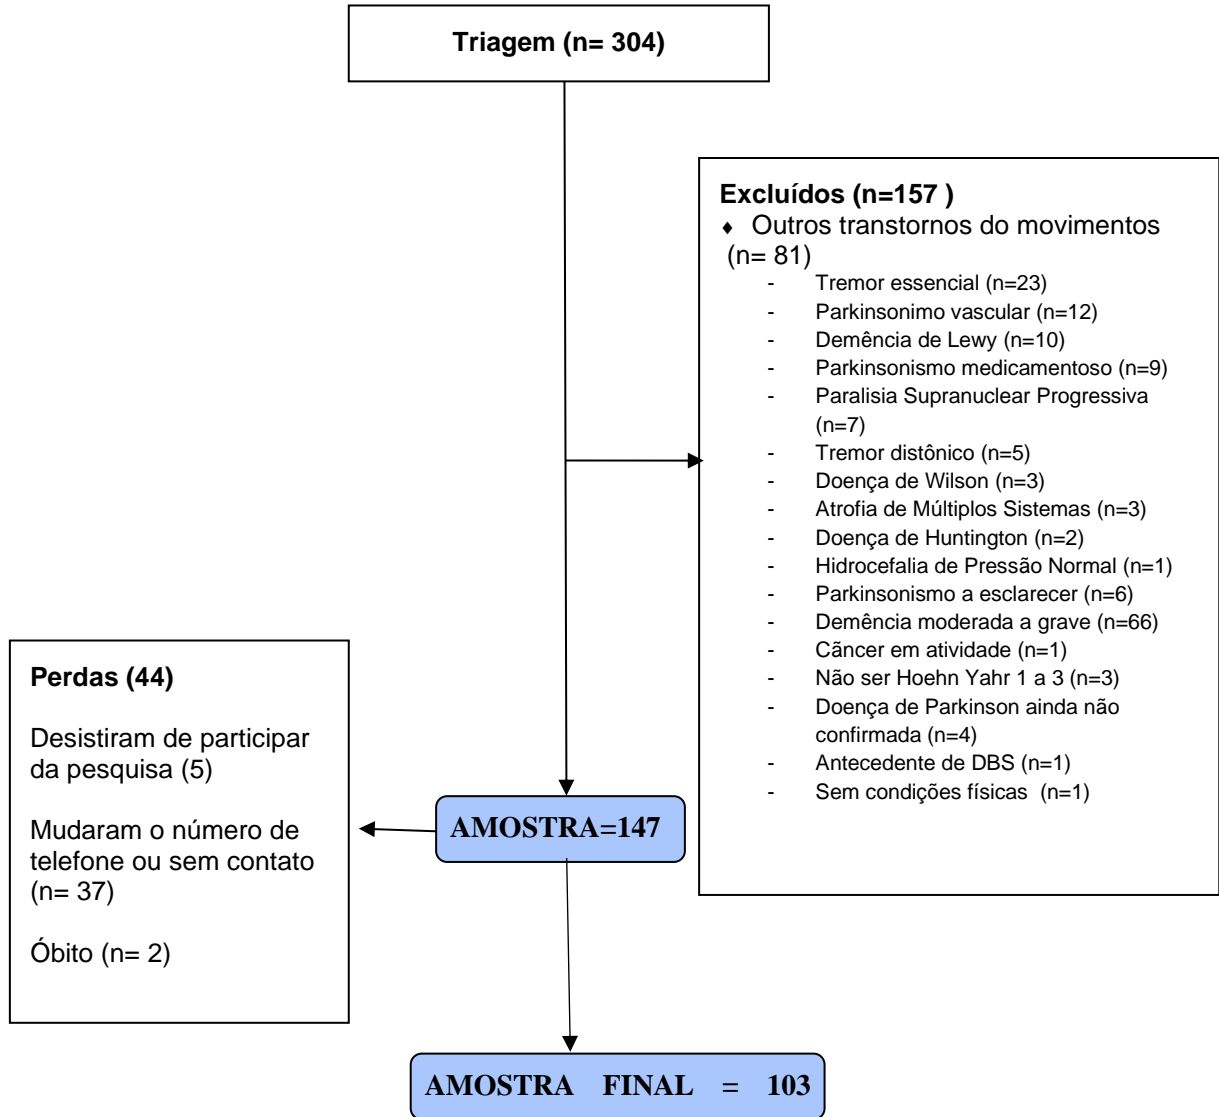 Triagem (n= 304)
Excluídos (n=157 )
♦ Outros transtornos do movimentos
(n= 81)
- Tremor essencial (n=23)
- Parkinsonimo vascular (n=12)
- Demência de Lewy (n=10)
- Parkinsonismo medicamentoso (n=9)
- Paralisia Supranuclear Progressiva
(n=7)
- Tremor distônico (n=5)
- Doença de Wilson (n=3)
- Atrofia de Múltiplos Sistemas (n=3)
- Doença de Huntington (n=2)
- Hidrocefalia de Pressão Normal (n=1)
- Parkinsonismo a esclarecer (n=6)
- Demência moderada a grave (n=66)
- Cãncer em atividade (n=1)
- Não ser Hoehn Yahr 1 a 3 (n=3)
- Doença de Parkinson ainda não
confirmada (n=4)
- Antecedente de DBS (n=1)
- Sem condições físicas (n=1)
Perdas (44)
Desistiram de participar
da pesquisa (5)
Mudaram o número de
telefone ou sem contato
(n= 37)
Óbito (n= 2)
AMOSTRA=147
AMOSTRA FINAL = 103